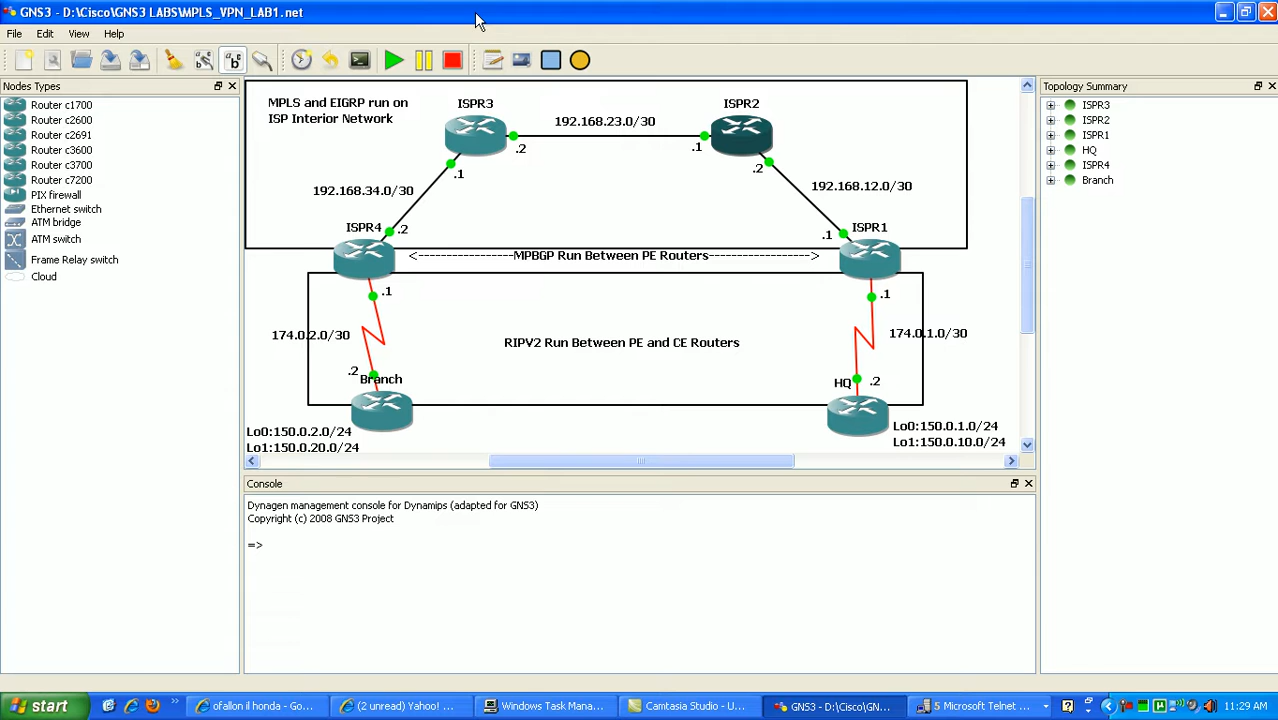 GNS3 - D:\Cisco\GNS3 LABS\MPLS_VPN_LAB1.net
File Edit View Help
Nodes Types
Router c1700
Router c2600
Router c2691
Router c3600
Router c3700
Router c7200
PIX firewall
Ethernet switch
ATM bridge
ATM switch
Frame Relay switch
Cloud
MPLS and EIGRP run on
ISP Interior Network
ISPR3
ISPR2
192.168.23.0/30
.2
.1
.1
.2
192.168.34.0/30
192.168.12.0/30
ISPR4
.2
.1
ISPR1
<---------------MPBGP Run Between PE Routers--------------->
.1
.1
174.0.2.0/30
174.0.1.0/30
RIPV2 Run Between PE and CE Routers
.2
Branch
HQ
.2
Lo0:150.0.2.0/24
Lo1:150.0.20.0/24
Lo0:150.0.1.0/24
Lo1:150.0.10.0/24
Topology Summary
ISPR3
ISPR2
ISPR1
HQ
ISPR4
Branch
Console
Dynagen management console for Dynamips (adapted for GNS3)
Copyright (c) 2008 GNS3 Project
=>
start
ofallon il honda - Go...
(2 unread) Yahoo! ...
Windows Task Mana...
Camtasia Studio - U...
GNS3 - D:\Cisco\GN...
5 Microsoft Telnet ...
11:29 AM